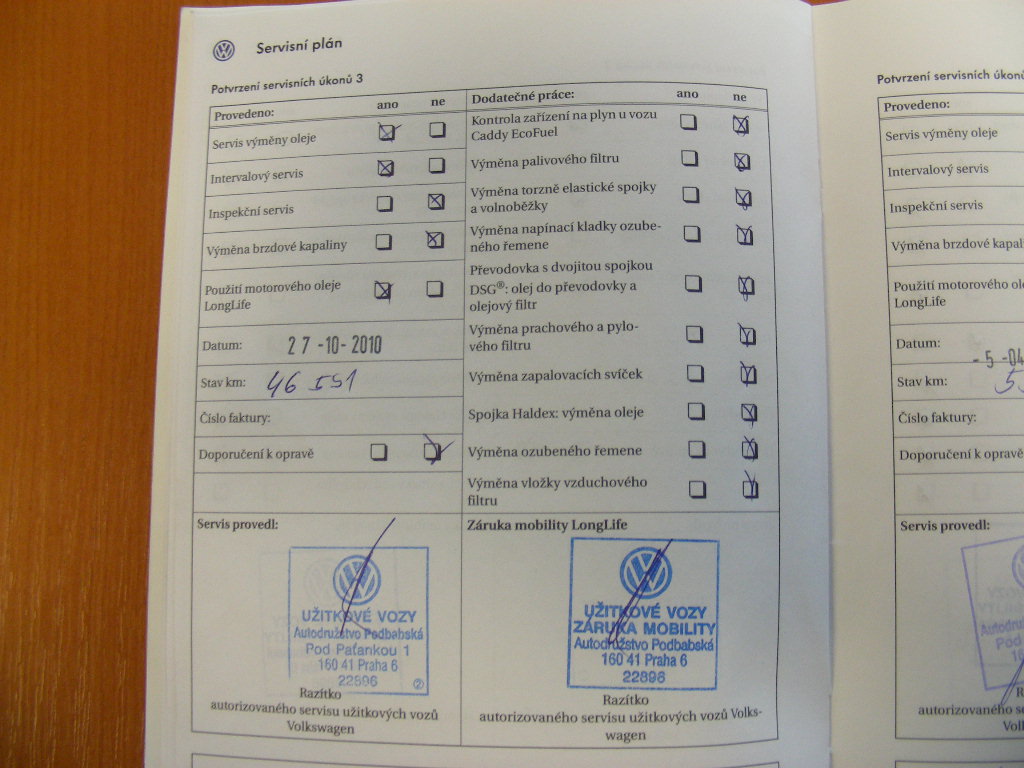 Servisní plán
Potvrzení servisních úkonů 3
Provedeno: ano ne
Servis výměny oleje
Intervalový servis
Inspekční servis
Výměna brzdové kapaliny
Použití motorového oleje
LongLife
Datum: 27-10-2010
Stav km: 46 551
Číslo faktury:
Doporučení k opravě
Dodatečné práce: ano ne
Kontrola zařízení na plyn u vozu
Caddy EcoFuel
Výměna palivového filtru
Výměna torzně elastické spojky
a volnoběžky
Výměna napínací kladky ozube-
ného řemene
Převodovka s dvojitou spojkou
DSG®: olej do převodovky a
olejový filtr
Výměna prachového a pylo-
vého filtru
Výměna zapalovacích svíček
Spojka Haldex: výměna oleje
Výměna ozubeného řemene
Výměna vložky vzduchového
filtru
Servis provedl:
UŽITKOVÉ VOZY
Autodružstvo Podbabská
Pod Paťankou 1
160 41 Praha 6
22896 2
Razítko
autorizovaného servisu užitkových vozů
Volkswagen
Záruka mobility LongLife
UŽITKOVÉ VOZY
ZÁRUKA MOBILITY
Autodružstvo Podbabská
160 41 Praha 6
22896
Razítko
autorizovaného servisu užitkových vozů Volks-
wagen
Potvrzení servisních
Provedeno:
Servis výměny oleje
Intervalový servis
Inspekční servis
Výměna brzdové
Použití motorového
LongLife
Datum: -5-04
Stav km:
Číslo faktury:
Doporučení k opravě
Servis provedl: